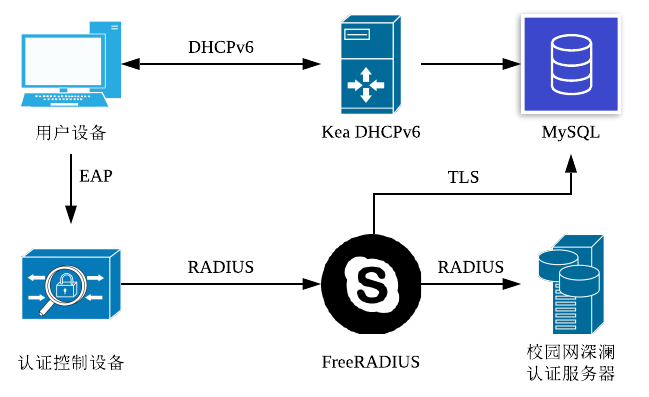 DHCPv6
用户设备
Kea DHCPv6
MySQL
EAP
TLS
RADIUS
RADIUS
S
认证控制设备
FreeRADIUS
校园网深澜
认证服务器